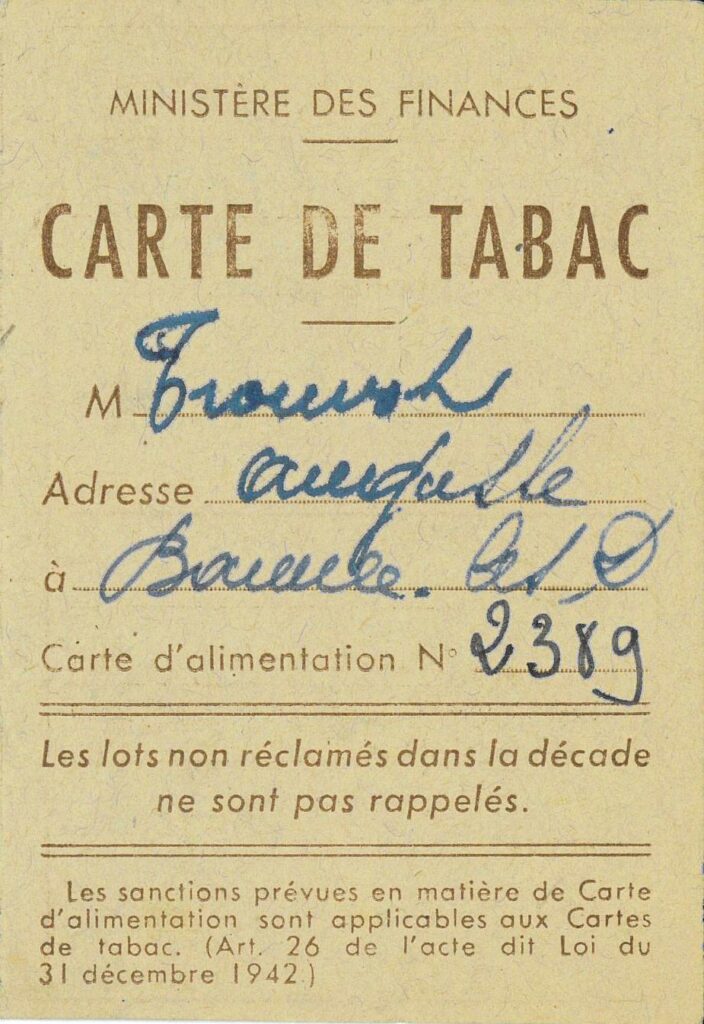 MINISTÈRE DES FINANCES
CARTE DE TABAC
M
Adresse auguste
à
Carte d'alimentation N° 2389
Les lots non réclamés dans la décade
ne sont pas rappelés.
Les sanctions prévues en matière de Carte
d'alimentation sont applicables aux Cartes
de tabac. (Art. 26 de l'acte dit Loi du
31 décembre 1942.)